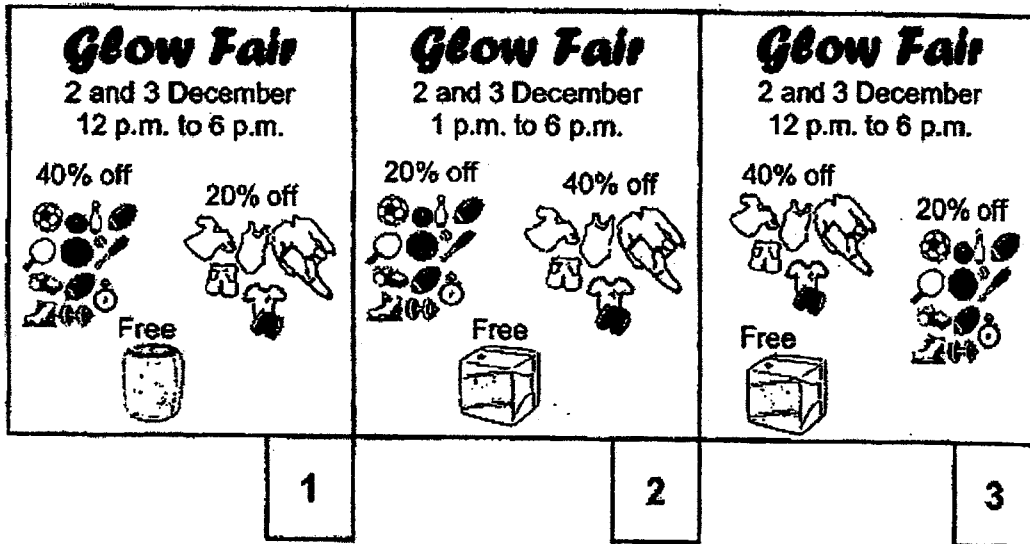 Glow Fair
2 and 3 December
12 p.m. to 6 p.m.
40% off
20% off
Free
1
Glow Fair
2 and 3 December
1 p.m. to 6 p.m.
20% off
40% off
Free
2
Glow Fair
2 and 3 December
12 p.m. to 6 p.m.
40% off
20% off
Free
3